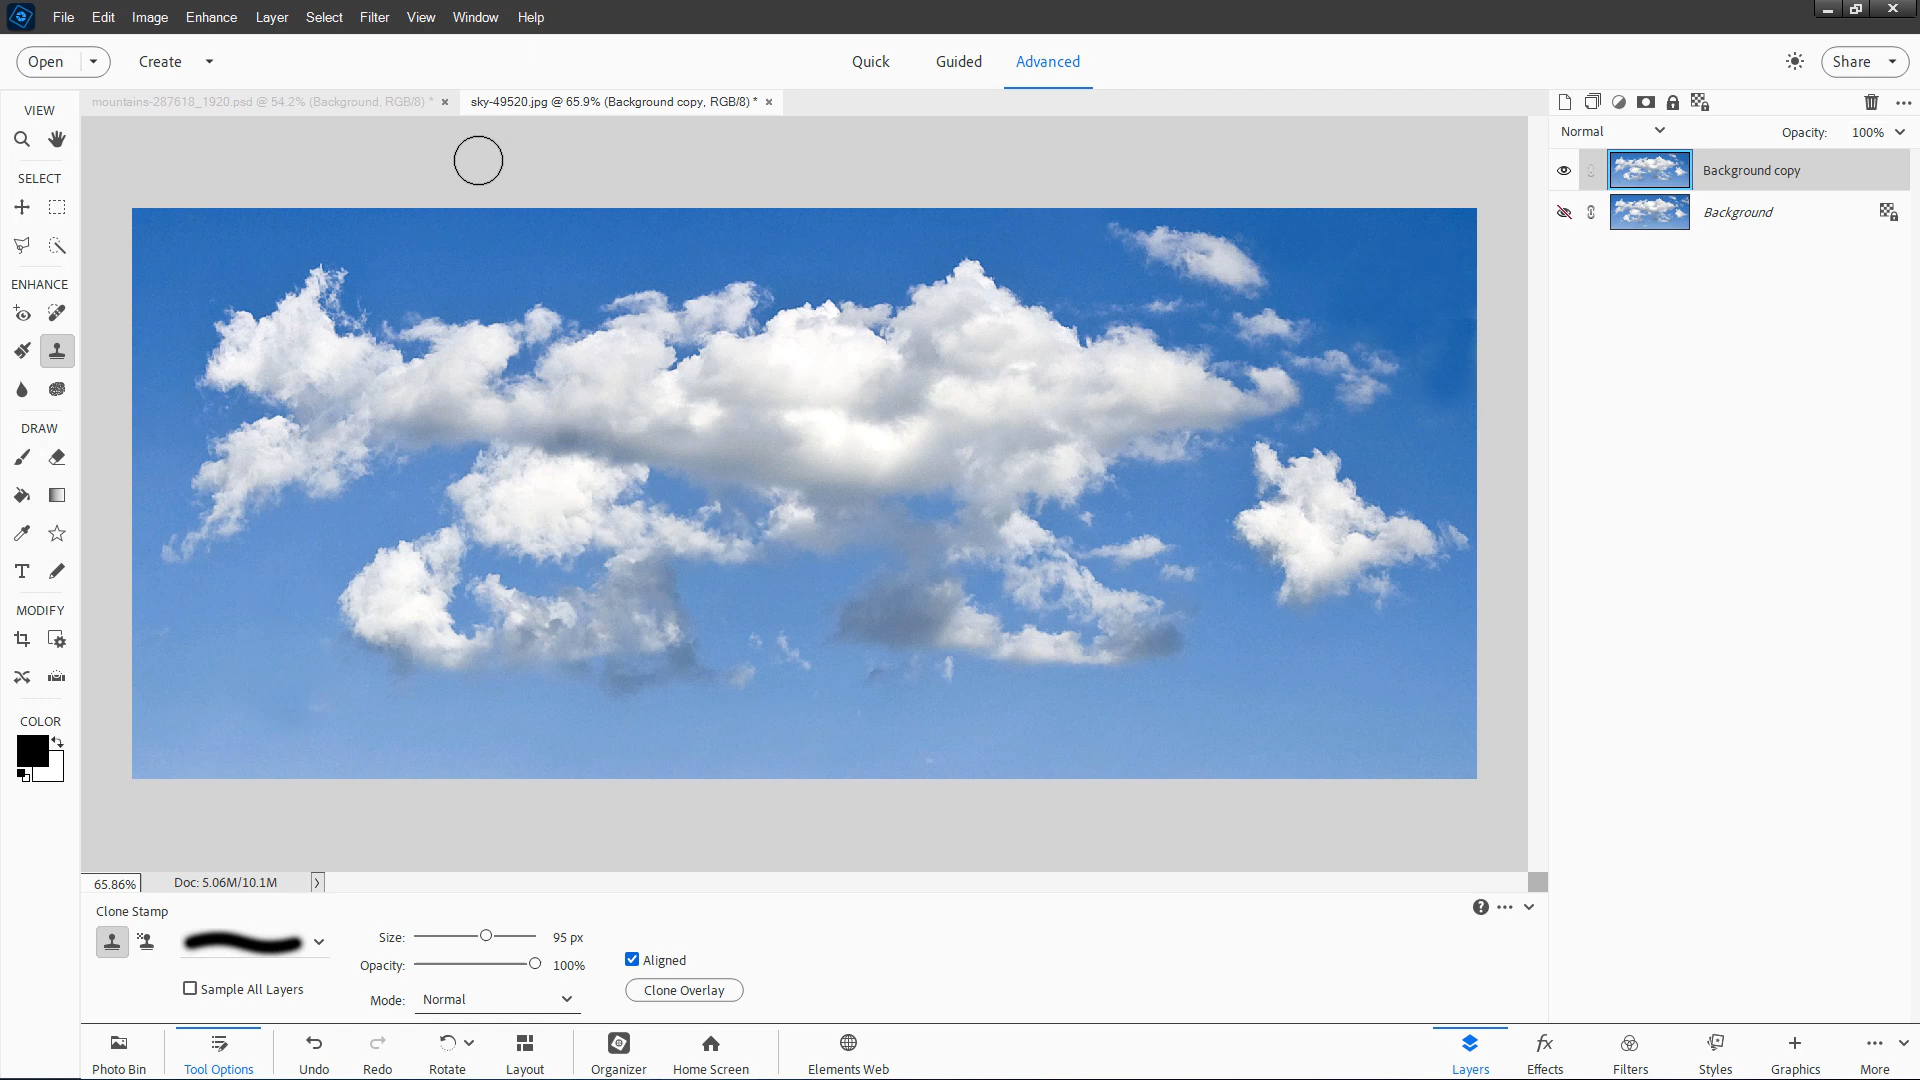 File Edit Image Enhance Layer Select Filter View Window Help
Open Create Quick Guided Advanced Share
VIEW
mountains-287618_1920.psd @ 54.2% (Background, RGB/8) * sky-49520.jpg @ 65.9% (Background copy, RGB/8) *
Normal Opacity: 100%
SELECT
Background copy
Background
ENHANCE
DRAW
MODIFY
COLOR
65.86% Doc: 5.06M/10.1M
Clone Stamp
Size: 95 px
Opacity: 100%
Aligned
Sample All Layers
Clone Overlay
Mode: Normal
Photo Bin Tool Options Undo Redo Rotate Layout Organizer Home Screen Elements Web Layers Effects Filters Styles Graphics More